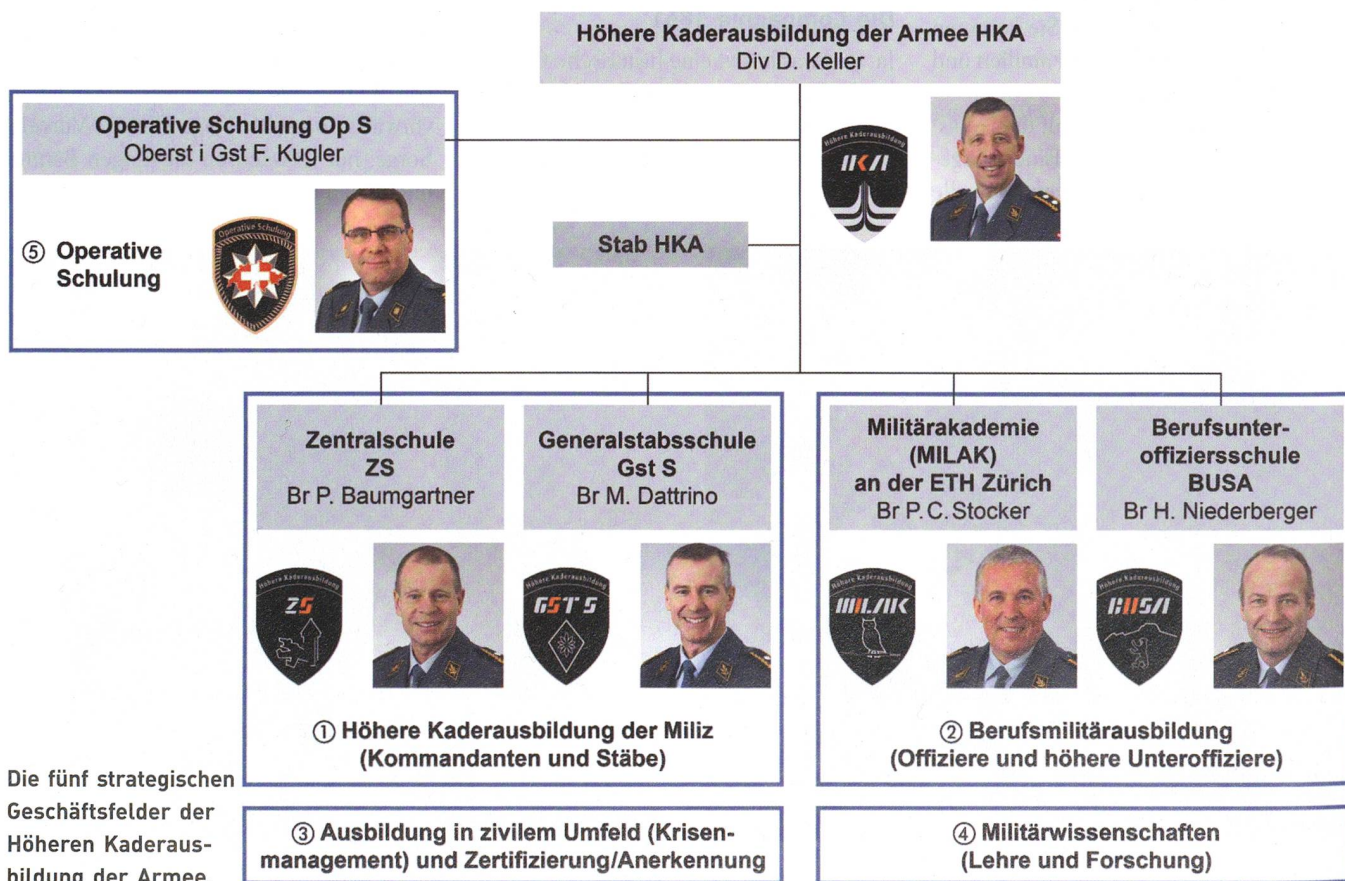 Höhere Kaderausbildung der Armee HKA
Div D. Keller
Operative Schulung Op S
Oberst i Gst F. Kugler
Höhere Kaderausbildung
HKA
Operative Schulung
⑤ Operative
Schulung
Stab HKA
Zentralschule
ZS
Br P. Baumgartner
Generalstabsschule
Gst S
Br M. Dattrino
Militärakademie
(MILAK)
an der ETH Zürich
Br P. C. Stocker
Berufsunter-
offiziersschule
BUSA
Br H. Niederberger
Höhere Kaderausbildung
ZS
Höhere Kaderausbildung
GST S
Höhere Kaderausbildung
MILAK
Höhere Kaderausbildung
BUSA
① Höhere Kaderausbildung der Miliz
(Kommandanten und Stäbe)
② Berufsmilitärausbildung
(Offiziere und höhere Unteroffiziere)
③ Ausbildung in zivilem Umfeld (Krisen-
management) und Zertifizierung/Anerkennung
④ Militärwissenschaften
(Lehre und Forschung)
Die fünf strategischen
Geschäftsfelder der
Höheren Kaderaus-
bildung der Armee